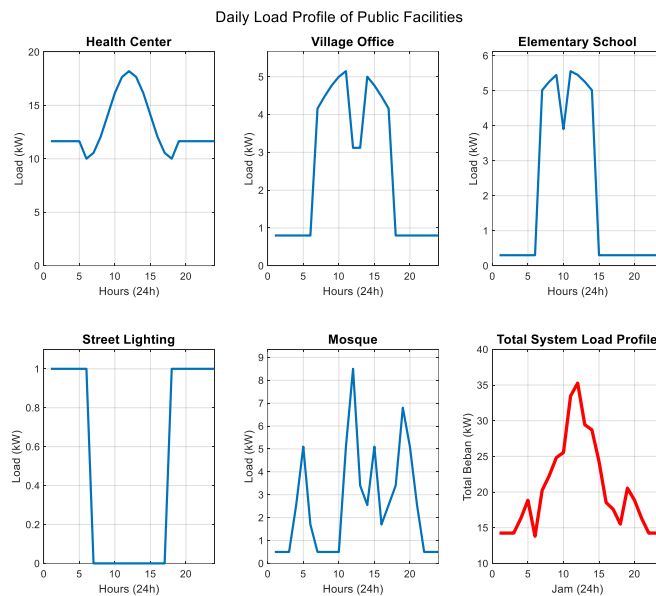 Daily Load Profile of Public Facilities
Health Center
20
15
10
5
0
0 5 10 15 20
Load (kW)
Hours (24h)
Village Office
5
4
3
2
1
0
0 5 10 15 20
Load (kW)
Hours (24h)
Elementary School
6
5
4
3
2
1
0
0 5 10 15 20
Load (kW)
Hours (24h)
Street Lighting
1
0.8
0.6
0.4
0.2
0
0 5 10 15 20
Load (kW)
Hours (24h)
Mosque
9
8
7
6
5
4
3
2
1
0
0 5 10 15 20
Load (kW)
Hours (24h)
Total System Load Profile
40
35
30
25
20
15
10
0 5 10 15 20
Total Beban (kW)
Jam (24h)